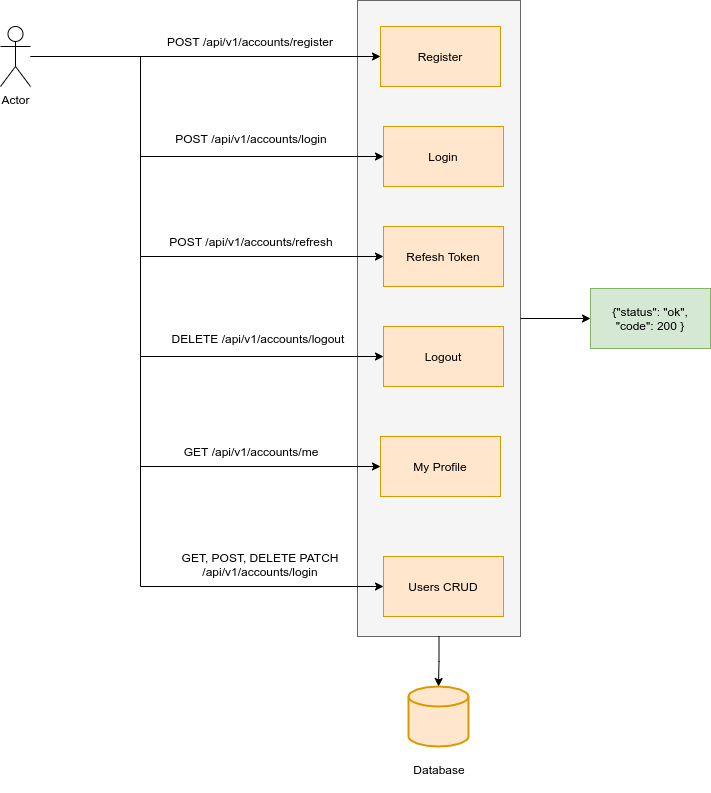 POST /api/v1/accounts/register
Register
Actor
POST /api/v1/accounts/login
Login
POST /api/v1/accounts/refresh
Refesh Token
{"status": "ok",
"code": 200 }
DELETE /api/v1/accounts/logout
Logout
GET /api/v1/accounts/me
My Profile
GET, POST, DELETE PATCH
/api/v1/accounts/login
Users CRUD
Database